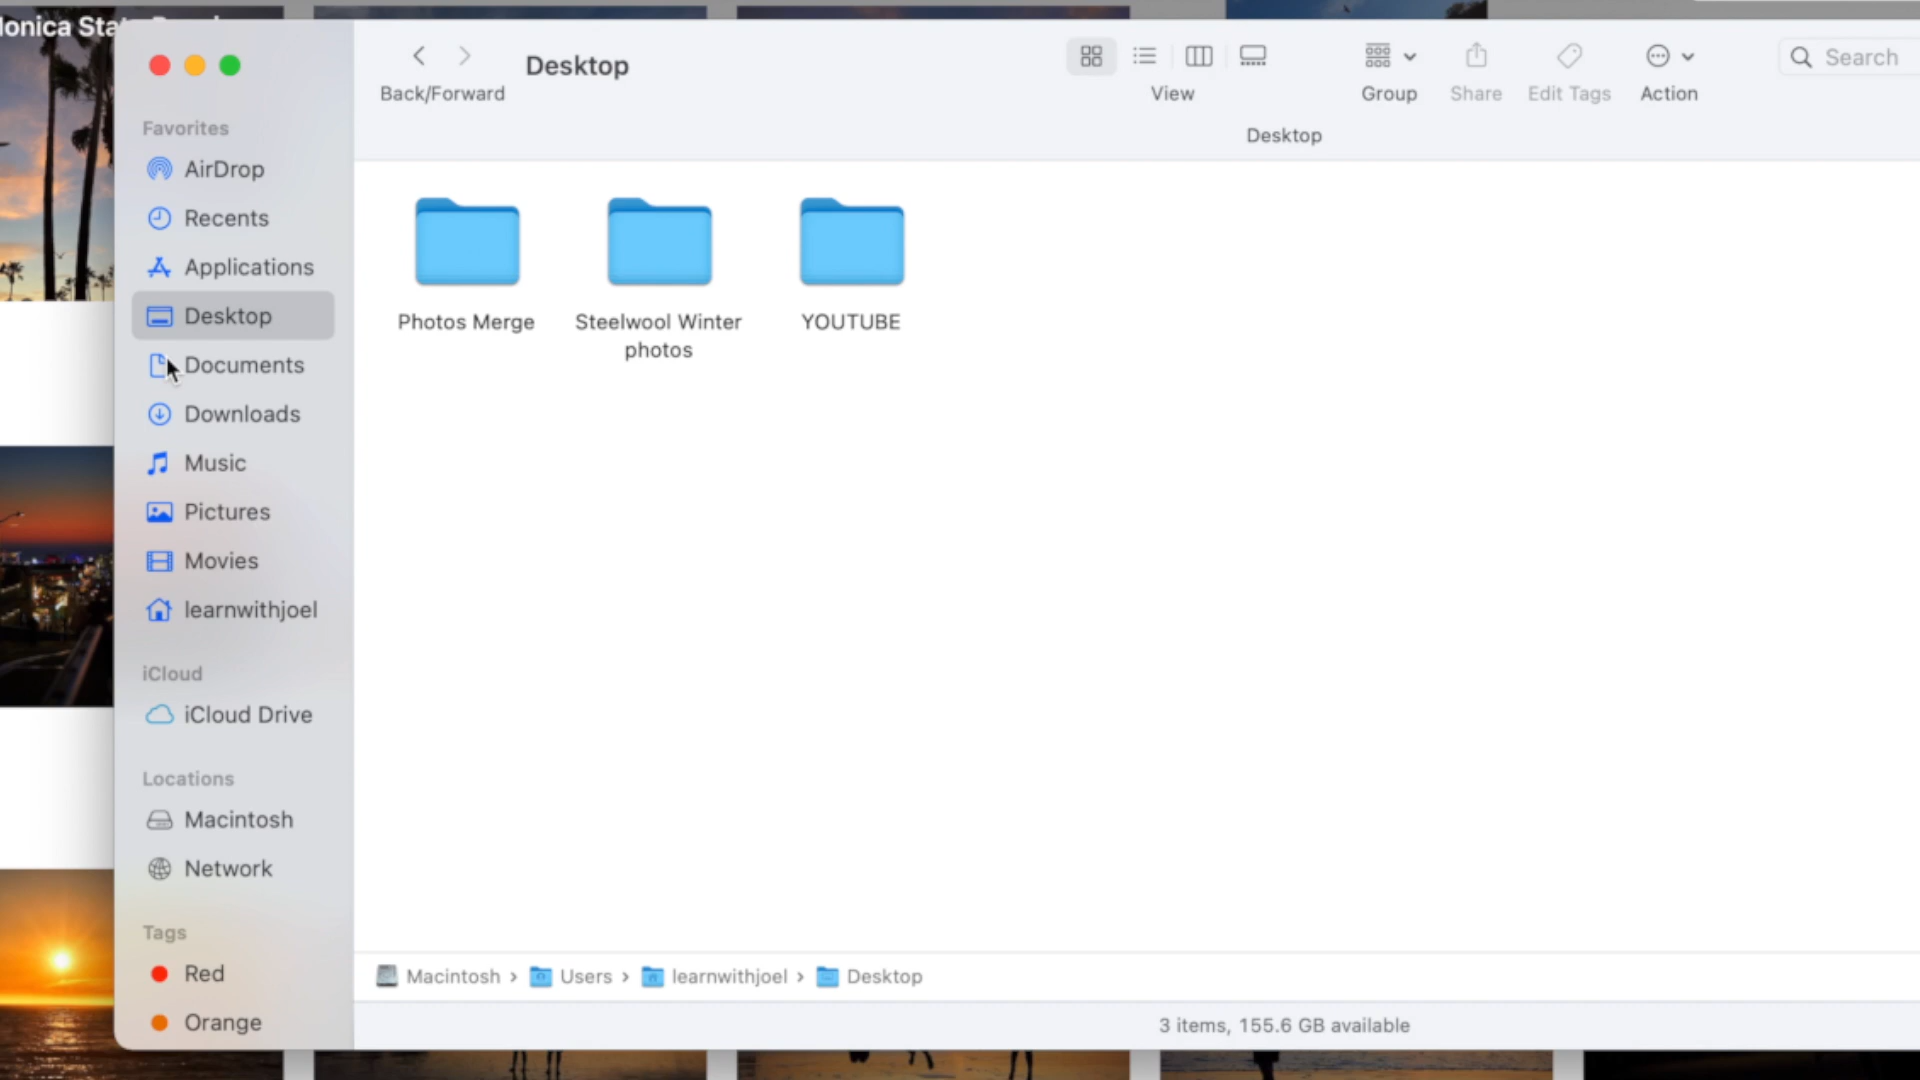 Back/Forward
Desktop
View
Group
Share
Edit Tags
Action
Search
Desktop
Favorites
AirDrop
Recents
Applications
Desktop
Documents
Downloads
Music
Pictures
Movies
learnwithjoel
iCloud
iCloud Drive
Locations
Macintosh
Network
Tags
Red
Orange
Photos Merge
Steelwool Winter
photos
YOUTUBE
Macintosh › Users › learnwithjoel › Desktop
3 items, 155.6 GB available